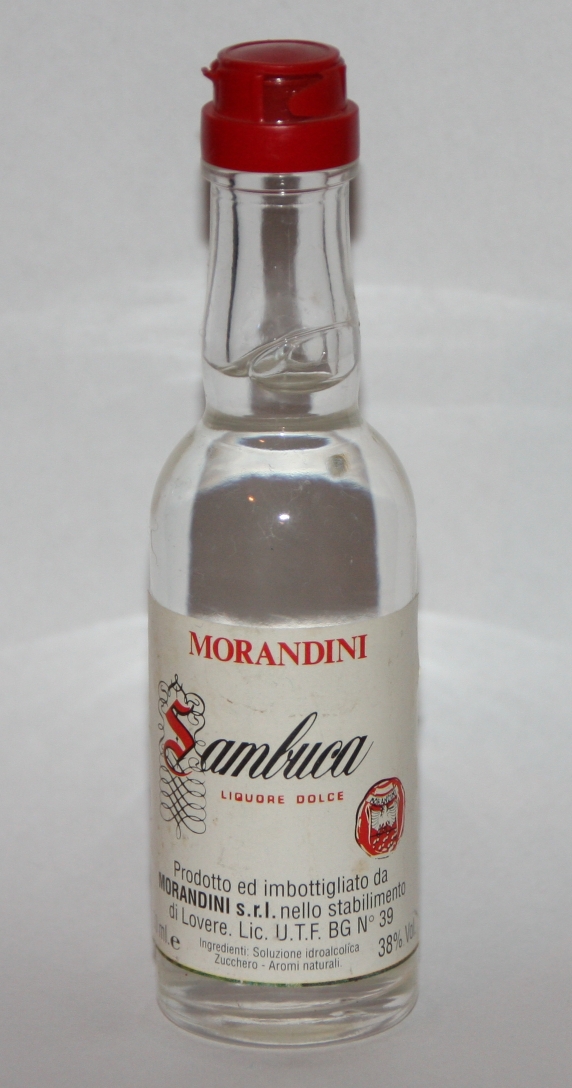 MORANDINI
Sambuca
LIQUORE DOLCE
Prodotto ed imbottigliato da
MORANDINI s.r.l. nello stabilimento
di Lovere. Lic. U.T.F. BG N° 39
ml.e
Ingredienti: Soluzione idroalcolica
Zucchero - Aromi naturali.
38% Vol.